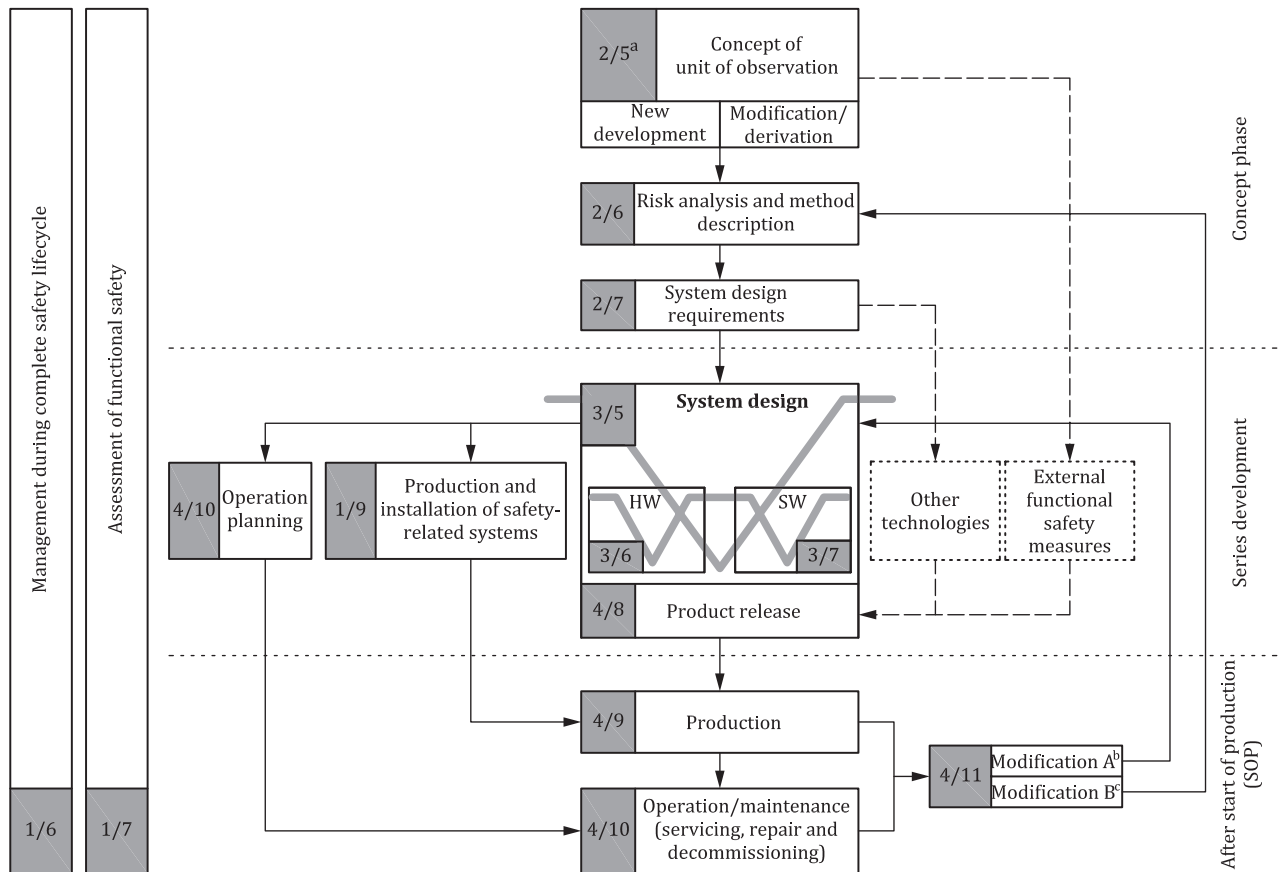 2/5a
Concept of
unit of observation
New
development
Modification/
derivation
2/6
Risk analysis and method
description
2/7
System design
requirements
Concept phase
Management during complete safety lifecycle
Assessment of functional safety
3/5
System design
4/10
Operation
planning
1/9
Production and
installation of safety-
related systems
HW
3/6
SW
3/7
Other
technologies
External
functional
safety
measures
4/8
Product release
Series development
4/9
Production
4/11
Modification Ab
Modification Bc
4/10
Operation/maintenance
(servicing, repair and
decommissioning)
After start of production
(SOP)
1/6
1/7